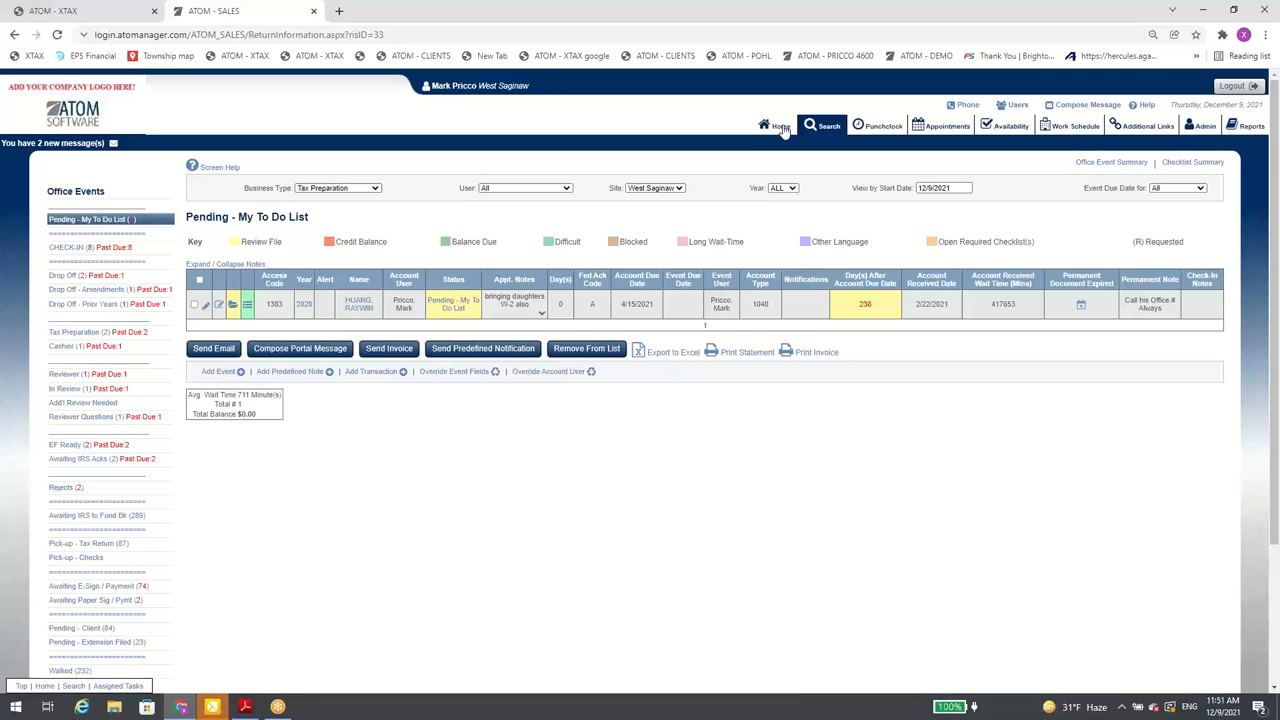 ATOM - XTAX
ATOM - SALES
login.atomanager.com/ATOM_SALES/ReturnInformation.aspx?risID=33
XTAX EPS Financial Township map ATOM - XTAX ATOM - XTAX ATOM - CLIENTS New Tab ATOM - XTAX google ATOM - CLIENTS ATOM - POHL ATOM - PRICCO 4600 ATOM - DEMO Thank You | Brighto... https://hercules.ag... Reading list
ADD YOUR COMPANY LOGO HERE!
ATOM
SOFTWARE
Mark Pricco West Saginaw
Logout
Phone Users Compose Message Help Thursday, December 9, 2021
Home Search Punchclock Appointments Availability Work Schedule Additional Links Admin Reports
You have 2 new message(s)
Screen Help
Office Event Summary | Checklist Summary
Business Type: Tax Preparation User: All Site: West Saginaw Year: ALL View by Start Date: 12/9/2021 Event Due Date for: All
Pending - My To Do List
Key Review File Credit Balance Balance Due Difficult Blocked Long Wait-Time Other Language Open Required Checklist(s) (R) Requested
Expand / Collapse Notes
Access Code Year Alert Name Account User Status Appt. Notes Day(s) Fed Ack Code Account Due Date Event Due Date Event User Account Type Notifications Day(s) After Account Due Date Account Received Date Account Received Wait Time (Mins) Permanent Document Expired Permanent Note Check-In Notes
1383 2020 HUANG, RAYWIN Pricco, Mark Pending - My To Do List bringing daughters W-2 also 0 A 4/15/2021 Pricco, Mark 1040 238 2/22/2021 417653 Call his Office # Always
1
Send Email Compose Portal Message Send Invoice Send Predefined Notification Remove From List Export to Excel Print Statement Print Invoice
Add Event | Add Predefined Note | Add Transaction | Override Event Fields | Override Account User
Avg. Wait Time 711 Minute(s)
Total # 1
Total Balance $0.00
Office Events
Pending - My To Do List
CHECK-IN (8) Past Due:8
Drop Off (2) Past Due:1
Drop Off - Amendments (1) Past Due:1
Drop Off - Prior Years (1) Past Due:1
Tax Preparation (2) Past Due:2
Cashier (1) Past Due:1
Reviewer (1) Past Due:1
In Review (1) Past Due:1
Add'l Review Needed
Reviewer Questions (1) Past Due:1
EF Ready (2) Past Due:2
Awaiting IRS Acks (2) Past Due:2
Rejects (2)
Awaiting IRS to Fund Bk (289)
Pick-up - Tax Return (87)
Pick-up - Checks
Awaiting E-Sign / Payment (74)
Awaiting Paper Sig / Pymt (2)
Pending - Client (84)
Pending - Extension Filed (23)
Walked (232)
Top | Home | Search | Assigned Tasks
100% 31°F Haze 11:51 AM
12/9/2021